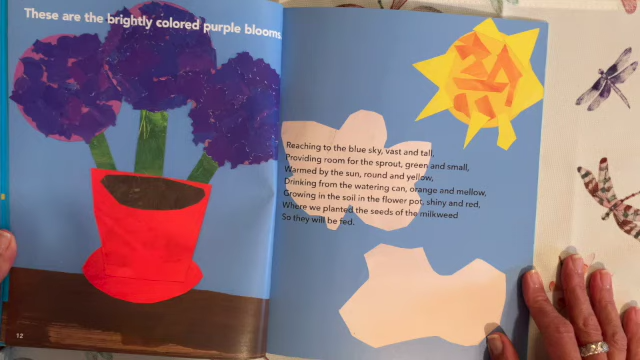 These are the brightly colored purple blooms,
Reaching to the blue sky, vast and tall,
Providing room for the sprout, green and small,
Warmed by the sun, round and yellow,
Drinking from the watering can, orange and mellow,
Growing in the soil in the flower pot, shiny and red,
Where we planted the seeds of the milkweed
So they will be fed.
12